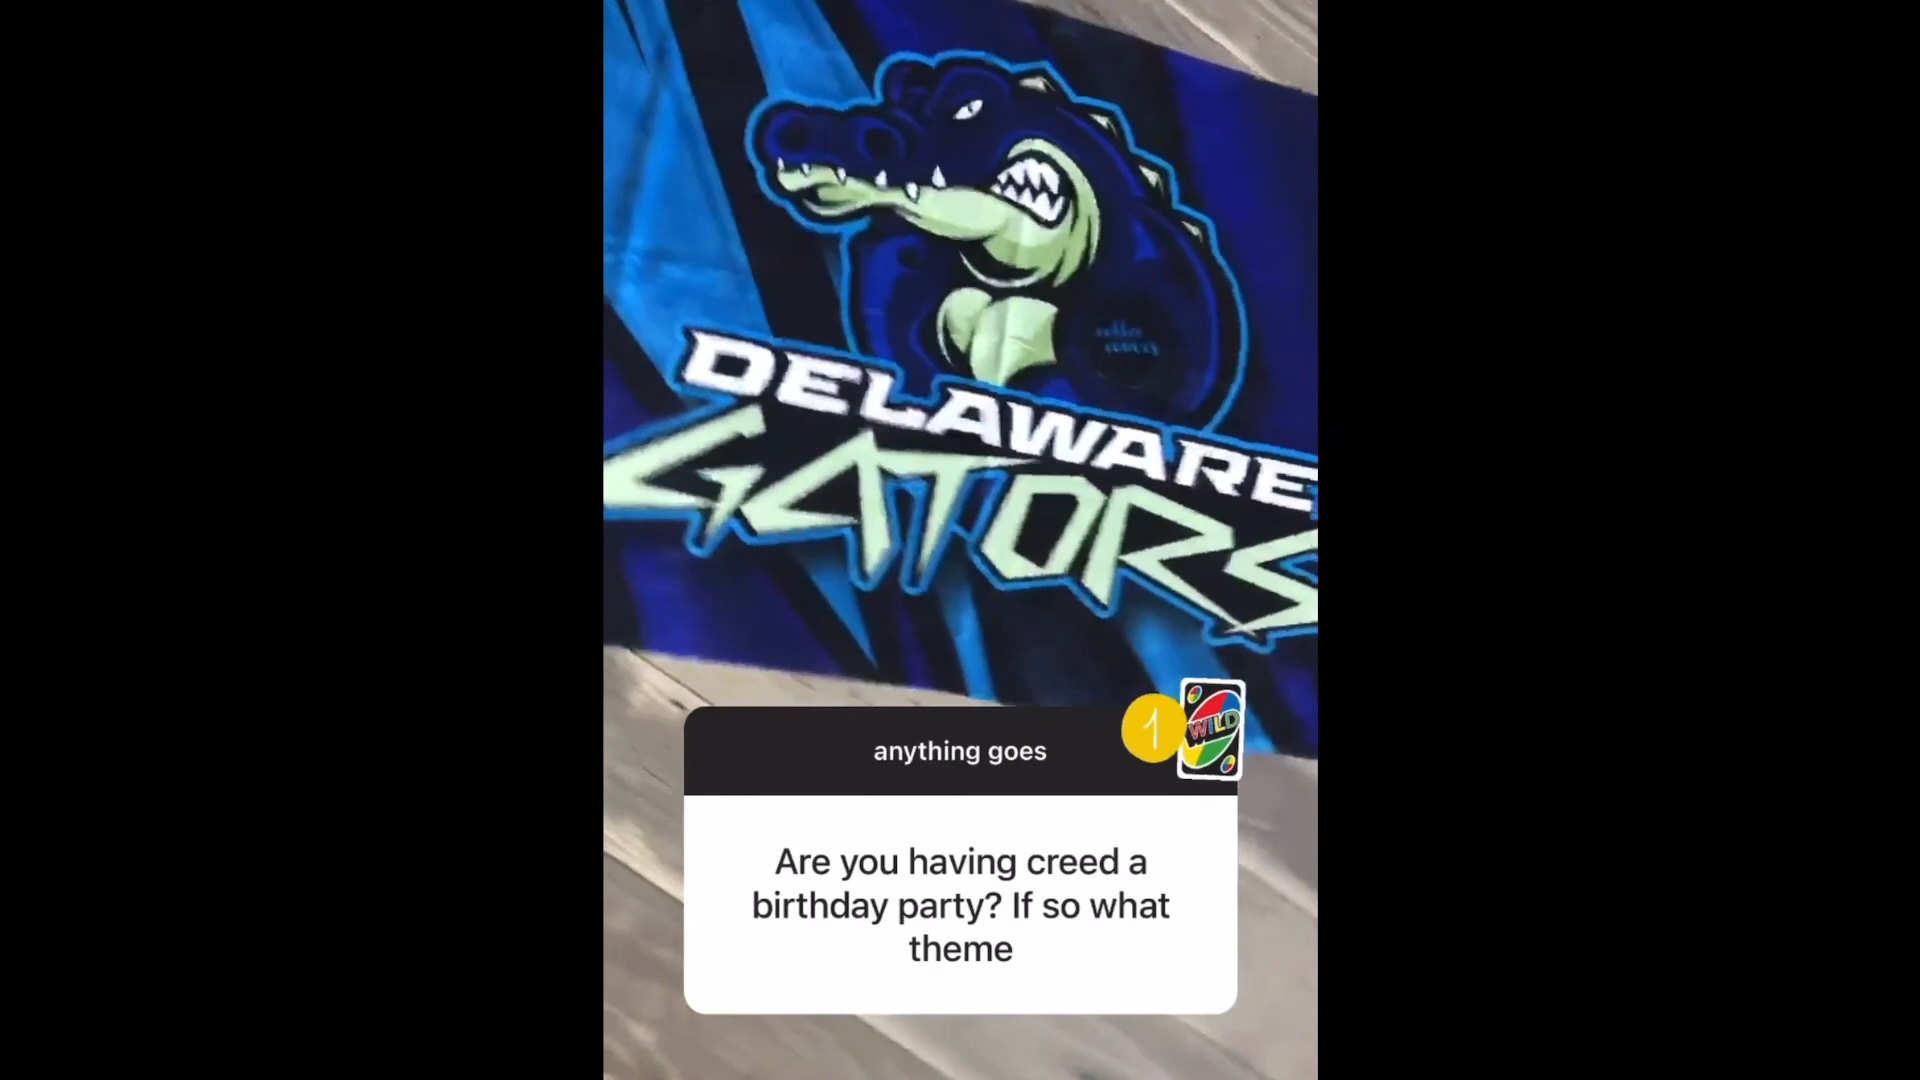 DELAWARE
GATORS
1
WILD
anything goes
Are you having creed a
birthday party? If so what
theme